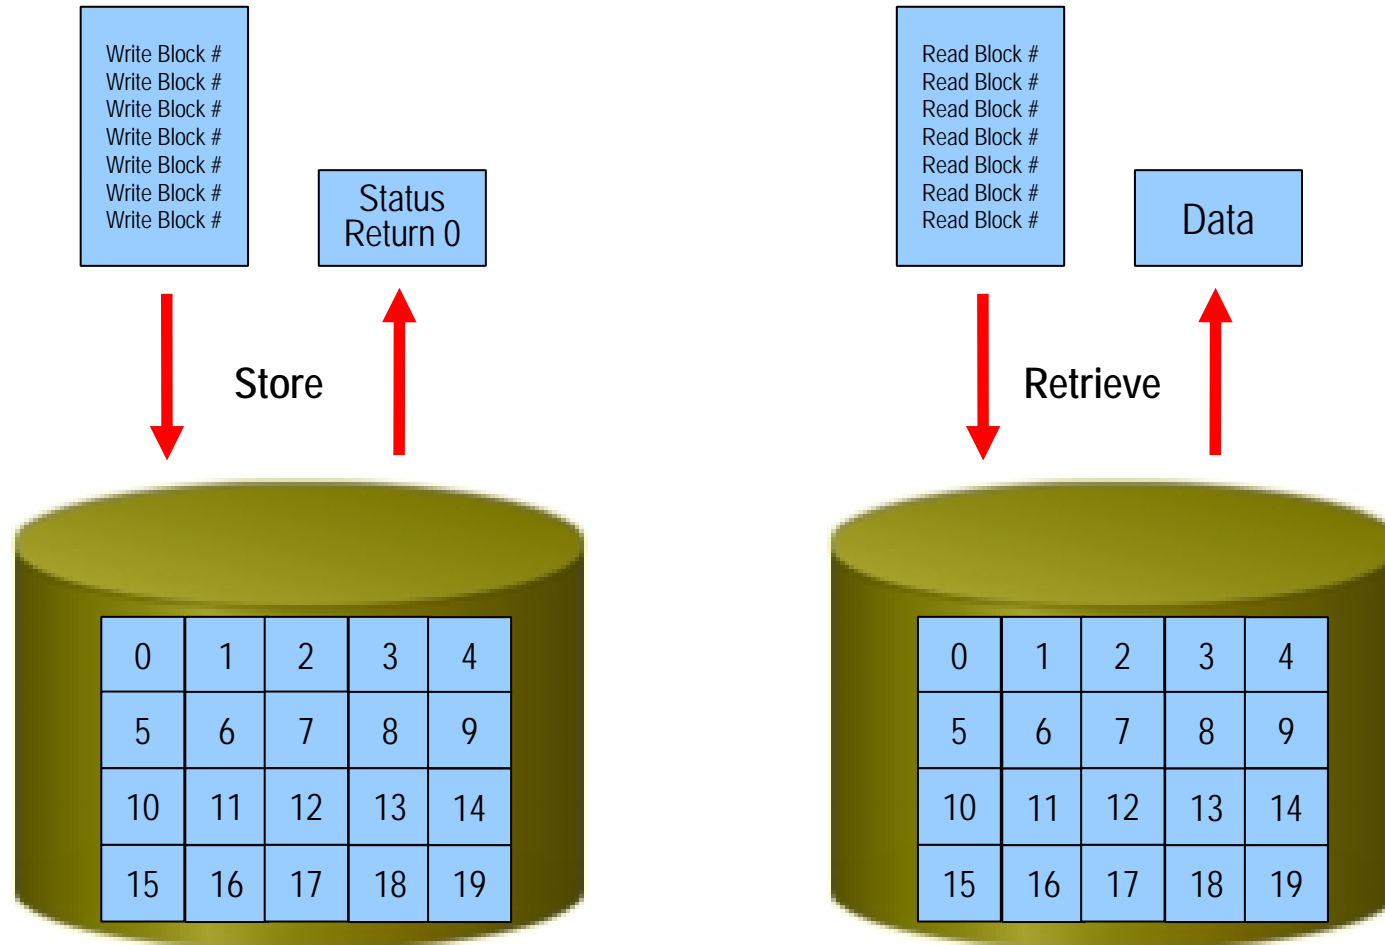 Write Block #
Write Block #
Write Block #
Write Block #
Write Block #
Write Block #
Write Block #
Status
Return 0
Store
0 1 2 3 4
5 6 7 8 9
10 11 12 13 14
15 16 17 18 19
Read Block #
Read Block #
Read Block #
Read Block #
Read Block #
Read Block #
Read Block #
Data
Retrieve
0 1 2 3 4
5 6 7 8 9
10 11 12 13 14
15 16 17 18 19